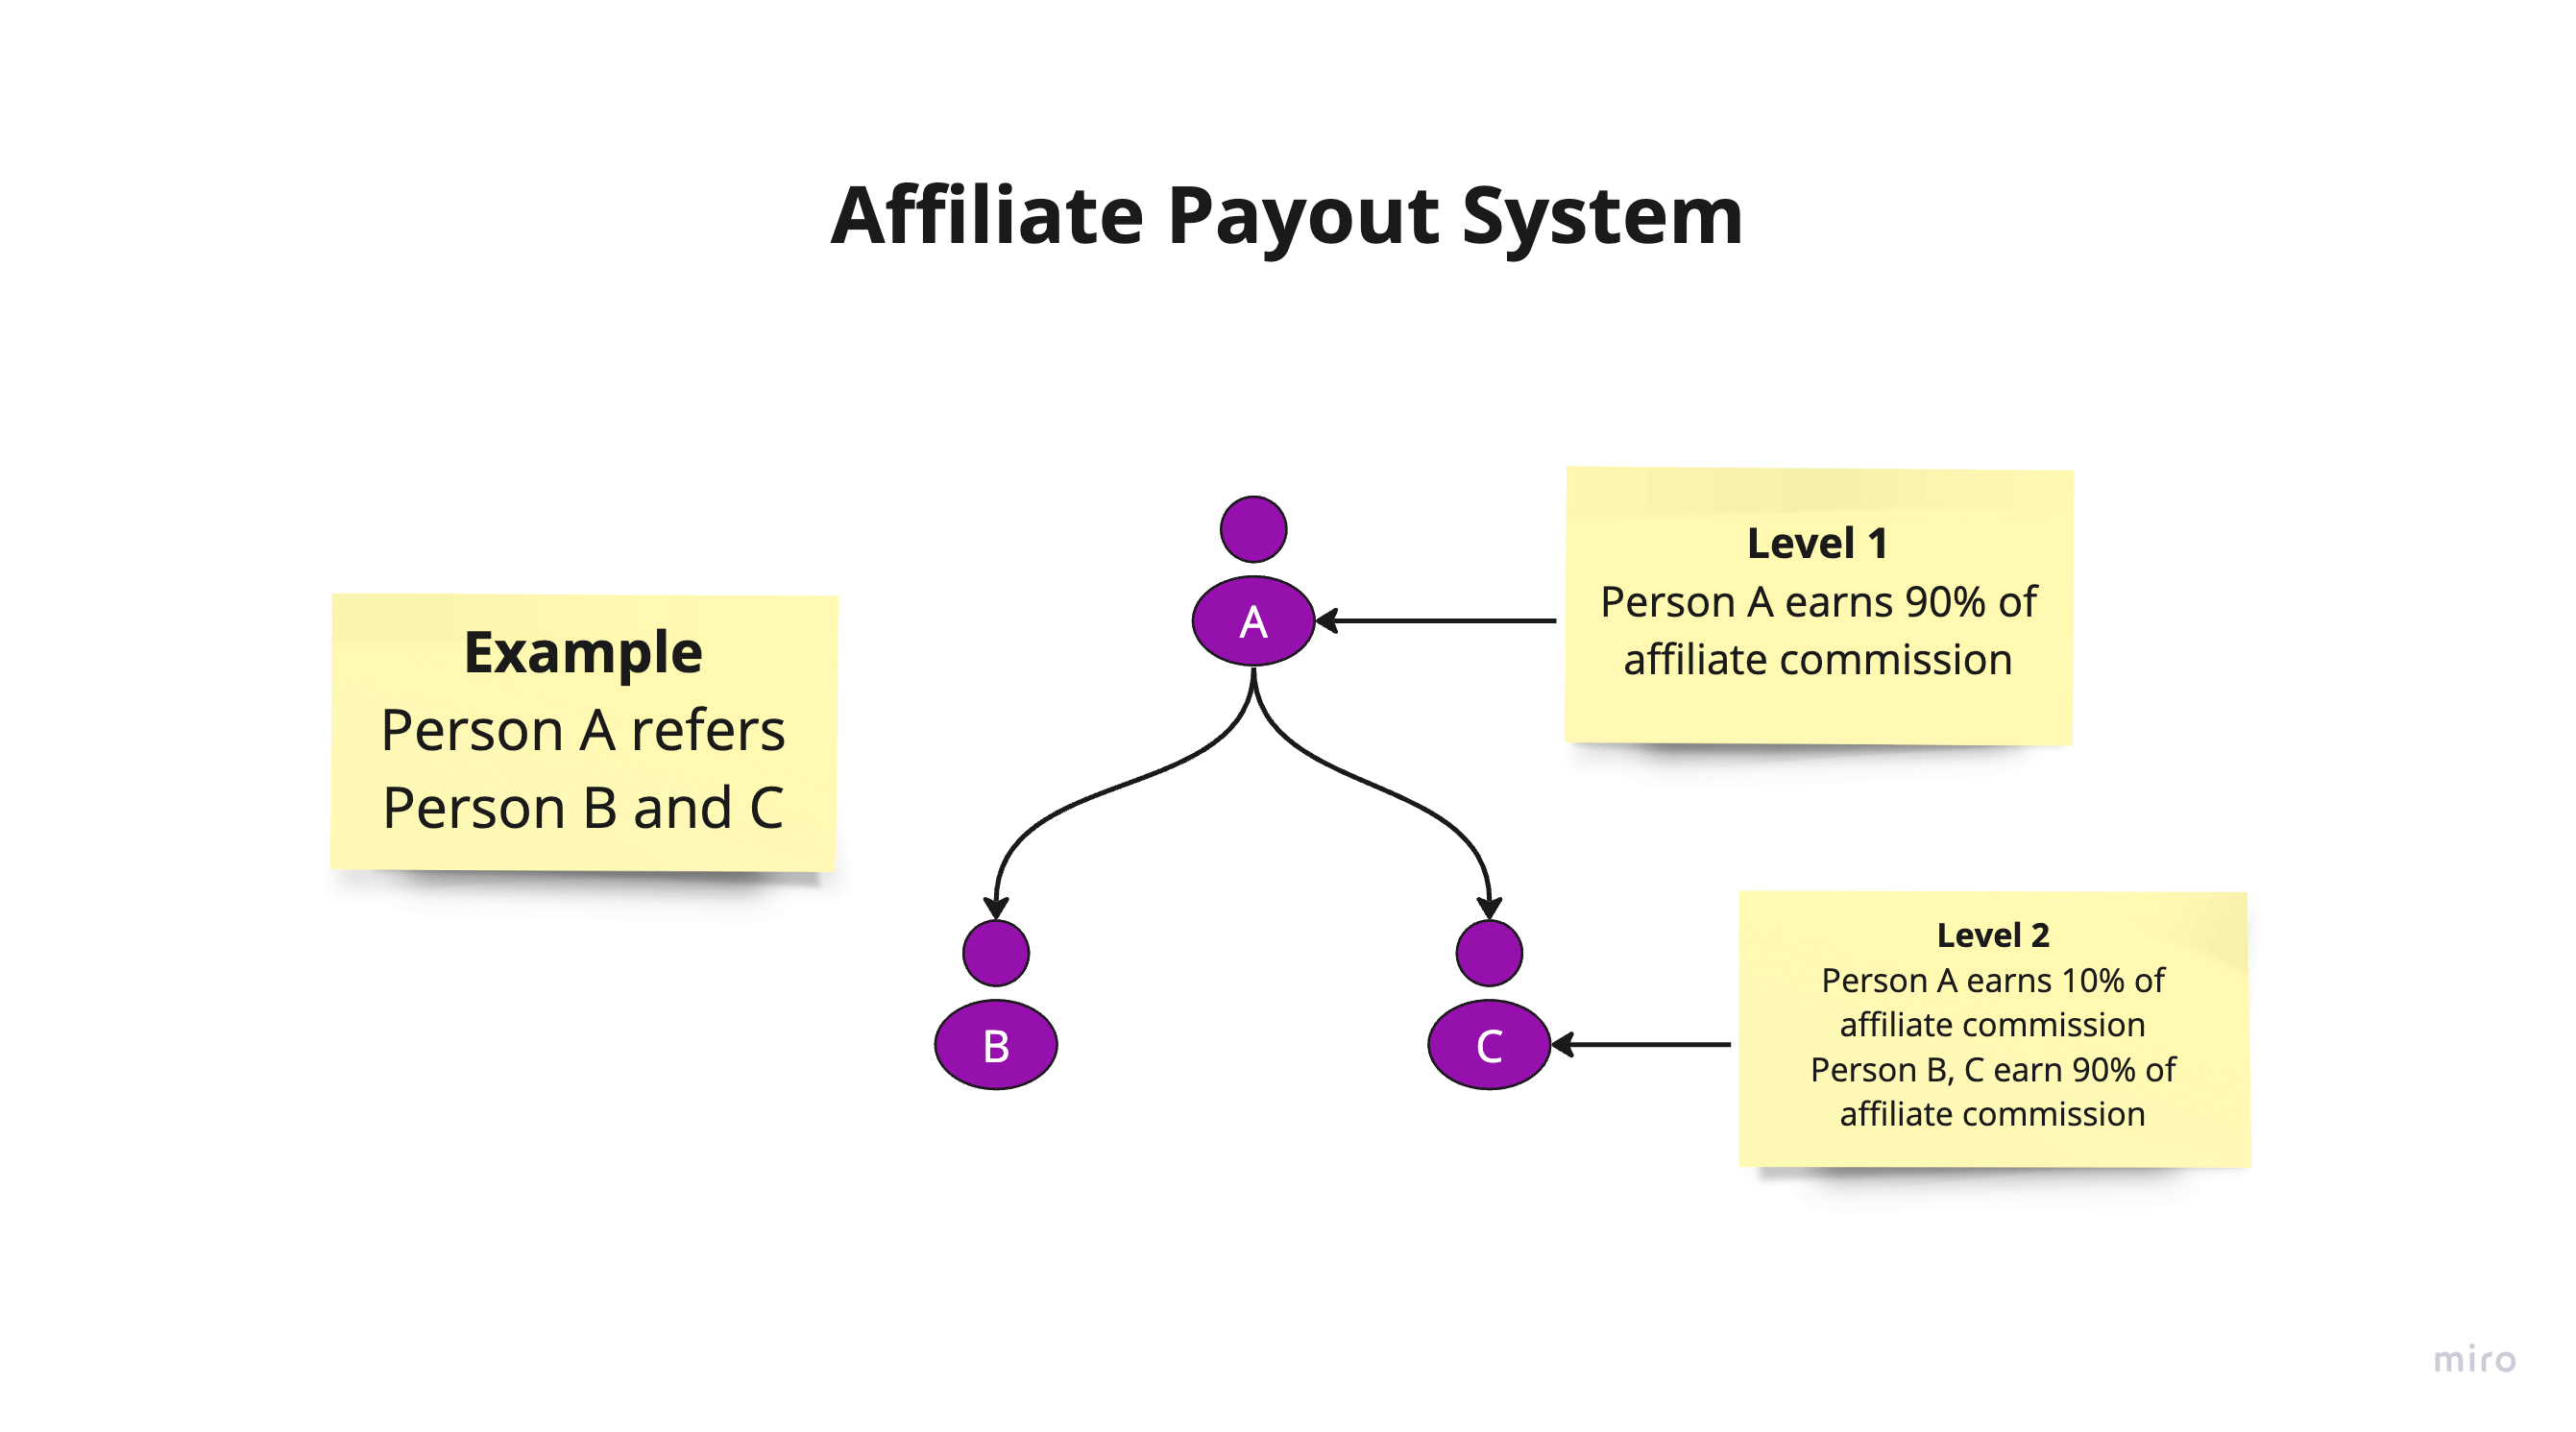 Affiliate Payout System
Example
Person A refers
Person B and C
A
Level 1
Person A earns 90% of
affiliate commission
B
C
Level 2
Person A earns 10% of
affiliate commission
Person B, C earn 90% of
affiliate commission
miro